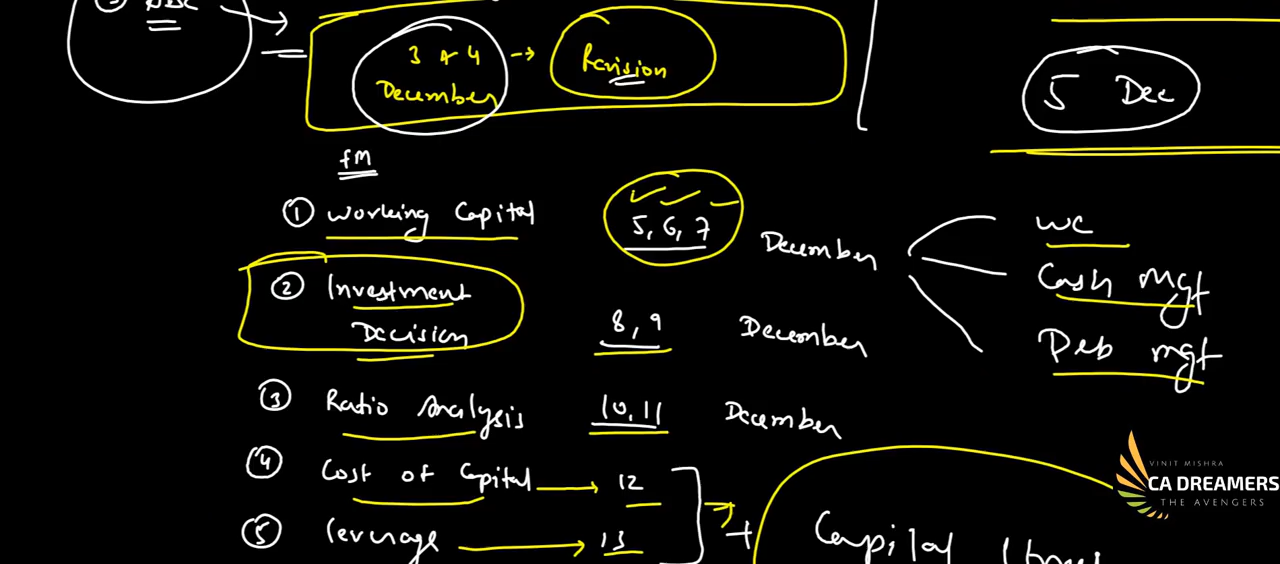 3 & 4 → Revision
December
5 Dec
FM
① Working Capital 5, 6, 7 December
WC
Cash mgt
Deb mgt
② Investment
Decision 8, 9 December
③ Ratio Analysis 10, 11 December
④ Cost of Capital → 12
⑤ leverage → 13
+ Capital
VINIT MISHRA
CA DREAMERS
THE AVENGERS